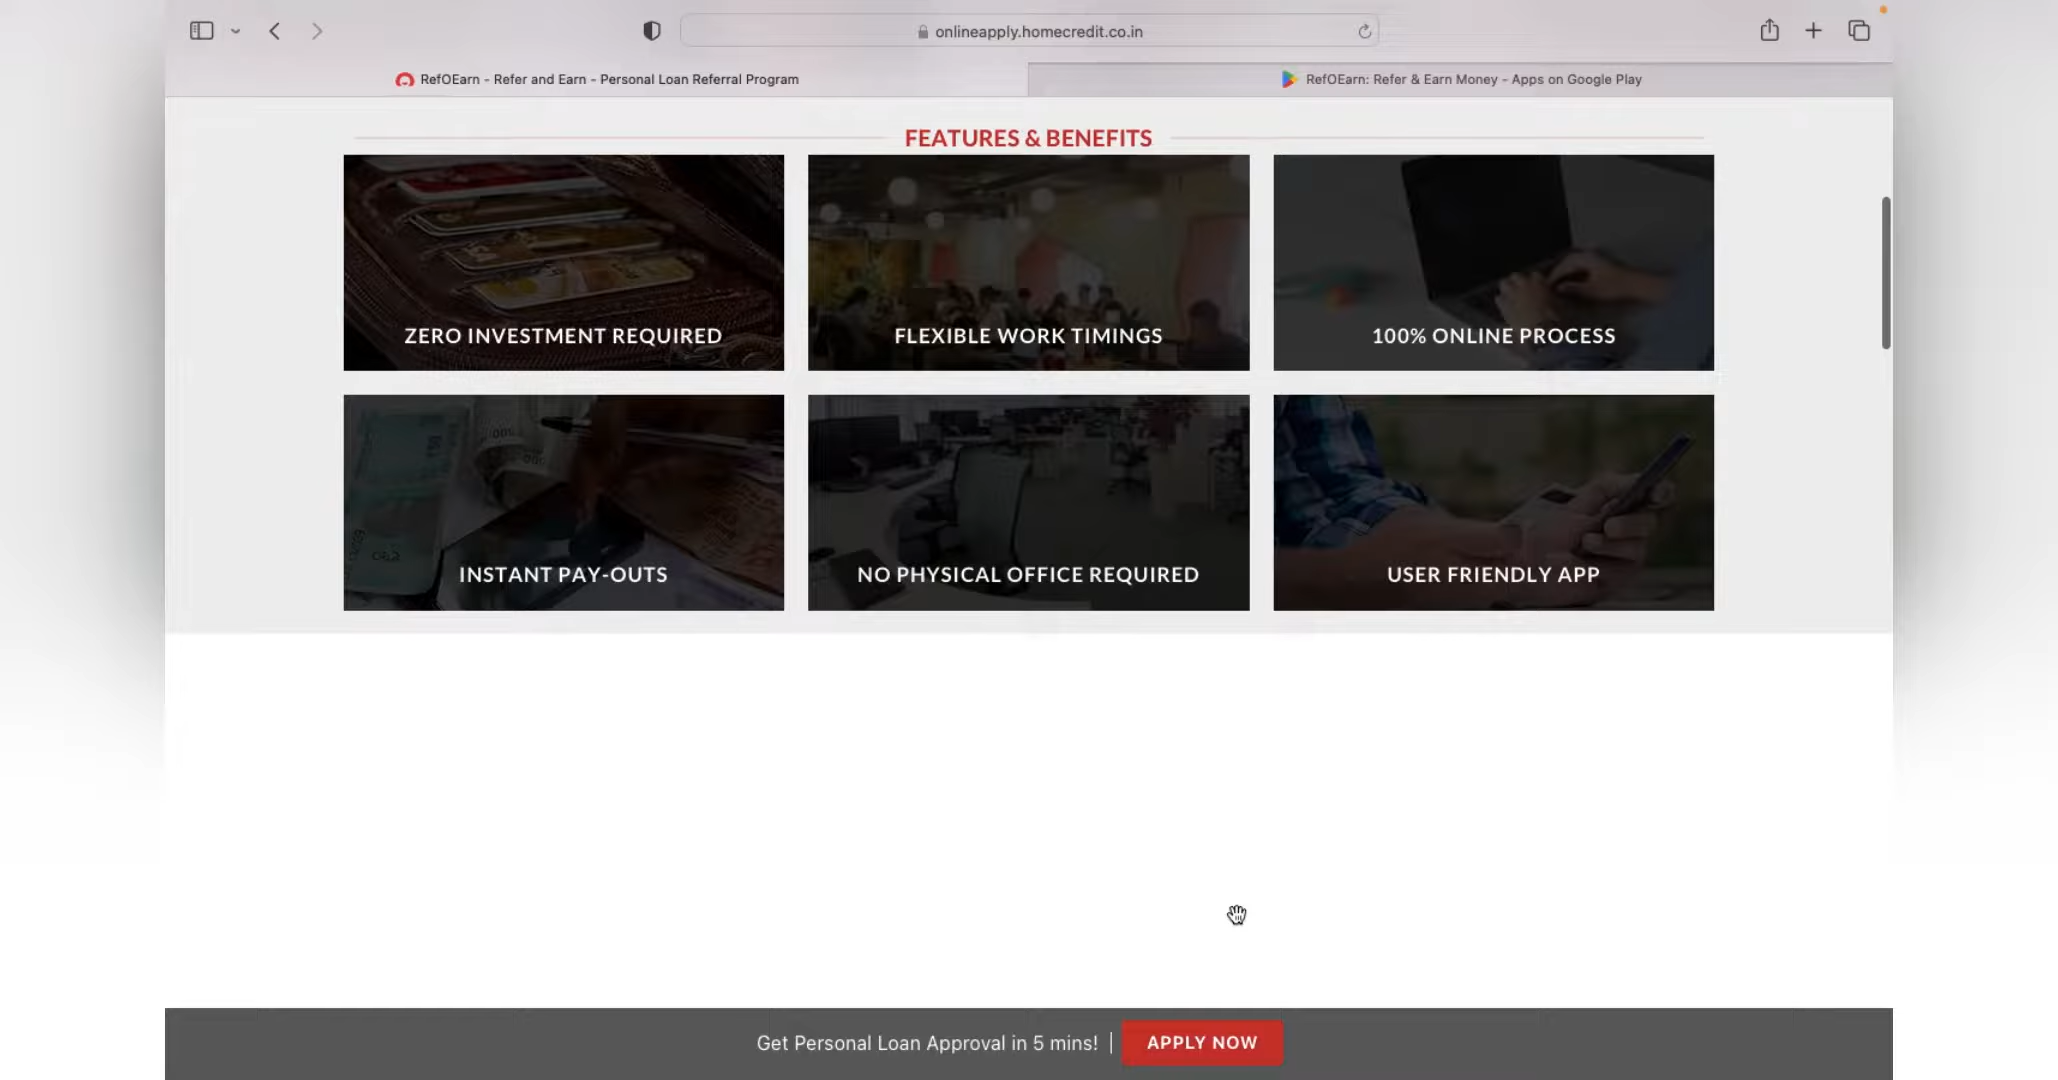 onlineapply.homecredit.co.in
RefOEarn - Refer and Earn - Personal Loan Referral Program
RefOEarn: Refer & Earn Money - Apps on Google Play
FEATURES & BENEFITS
ZERO INVESTMENT REQUIRED
FLEXIBLE WORK TIMINGS
100% ONLINE PROCESS
INSTANT PAY-OUTS
NO PHYSICAL OFFICE REQUIRED
USER FRIENDLY APP
Get Personal Loan Approval in 5 mins! |
APPLY NOW